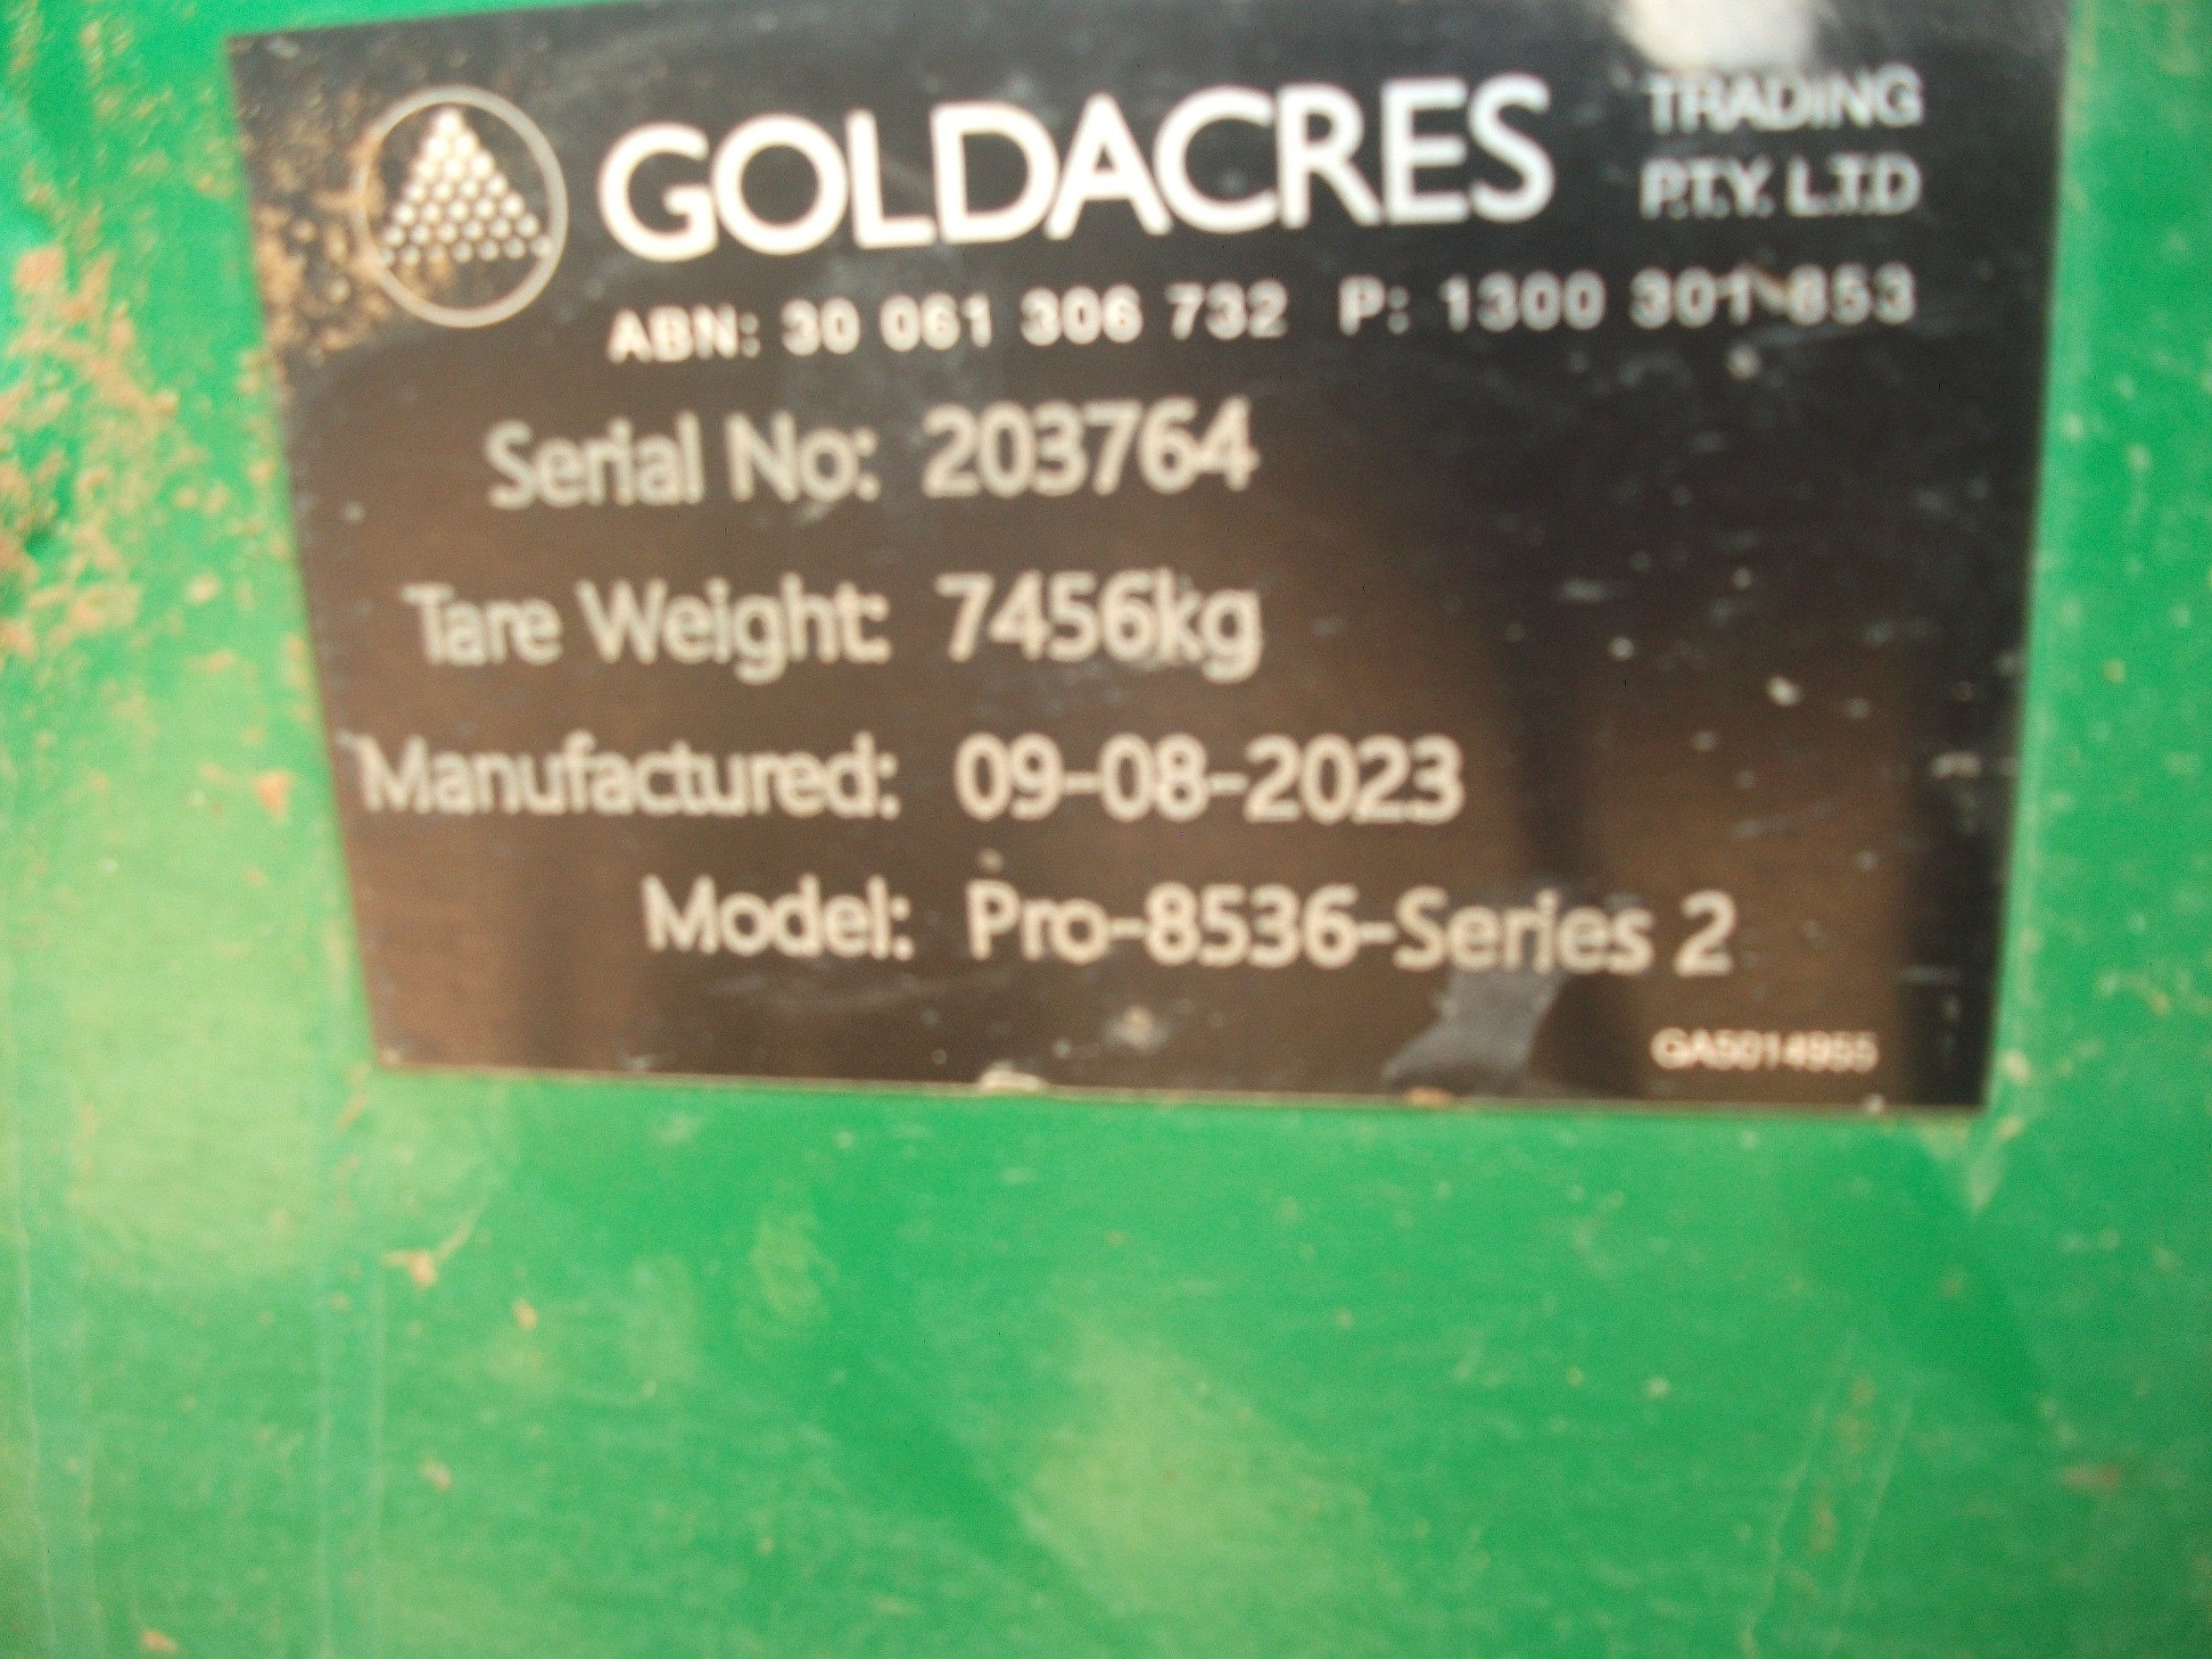 GOLDACRES TRADING
P.T.Y. L.T.D
ABN: 30 061 306 732 P: 1300 301 853
Serial No: 203764
Tare Weight: 7456kg
Manufactured: 09-08-2023
Model: Pro-8536-Series 2
GA5014955